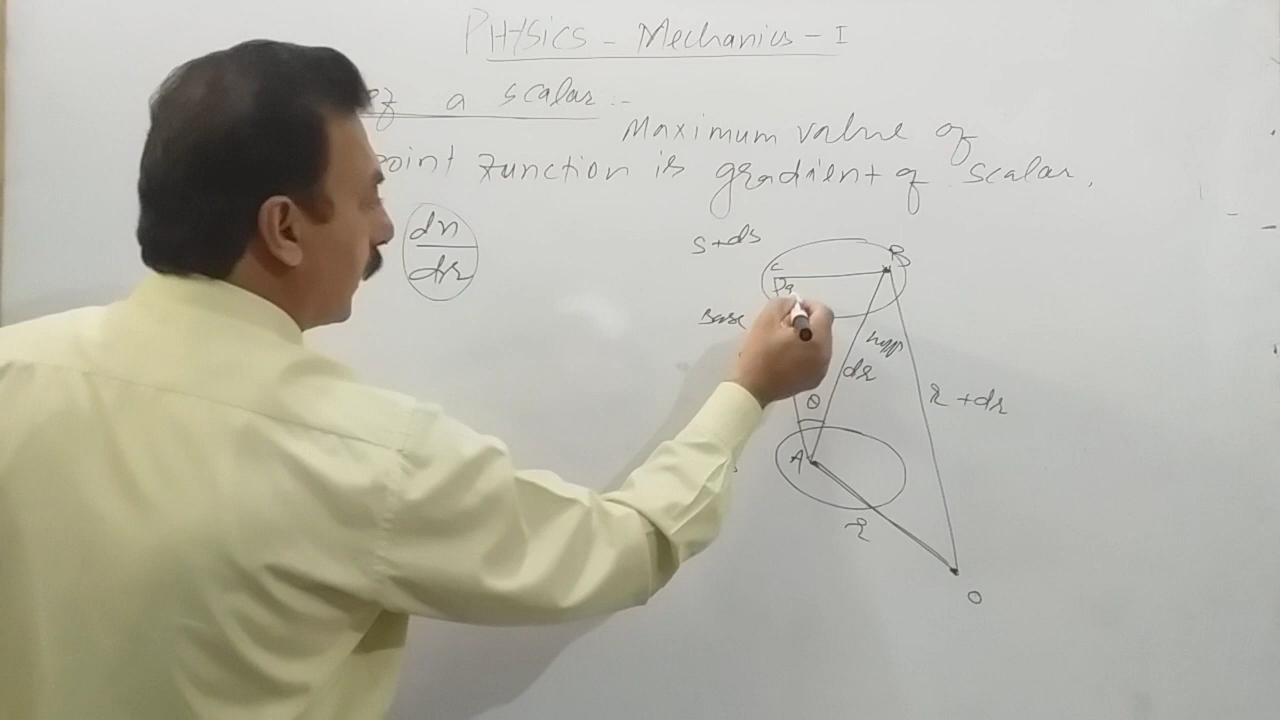 PHYSICS - Mechanics - I
of a scalar :-
Maximum value of
point function is gradient of scalar.
dn
dr
S+ds
C
B
Base
hyp
dr
θ
r + dr
A
r
O